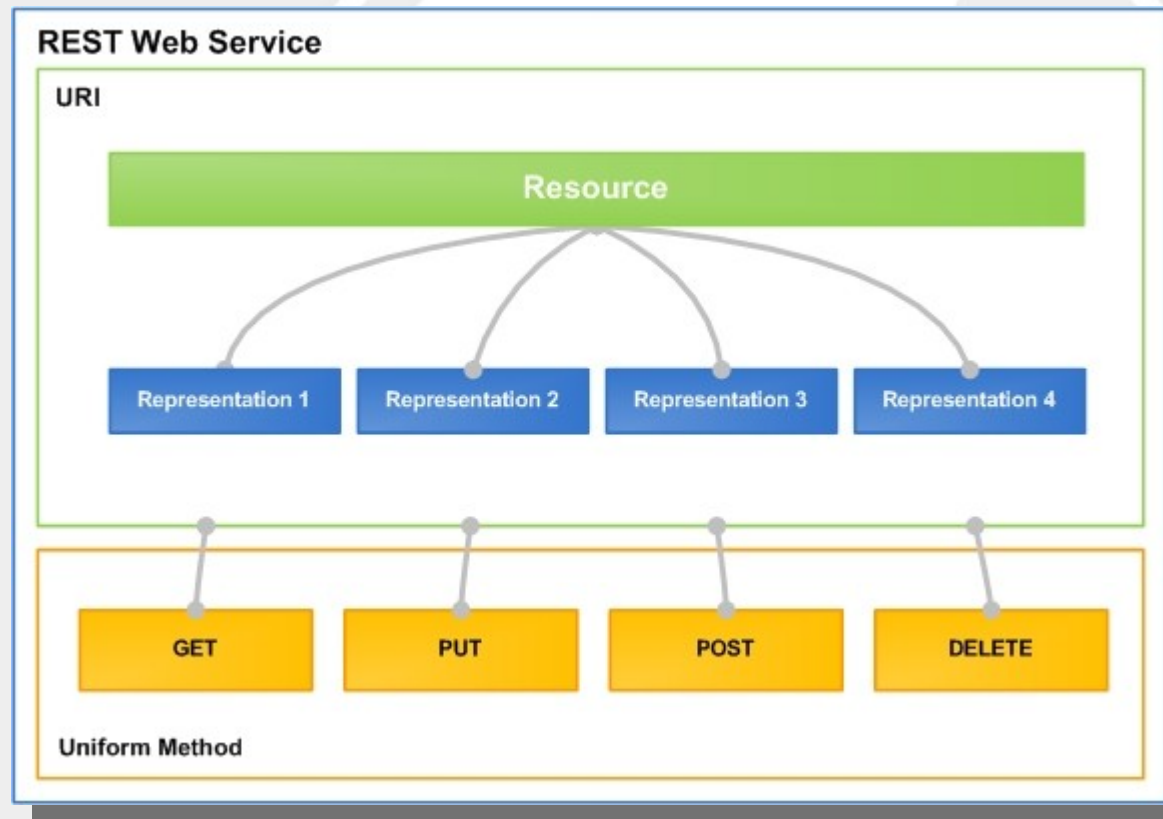 REST Web Service
URI
Resource
Representation 1
Representation 2
Representation 3
Representation 4
GET
PUT
POST
DELETE
Uniform Method